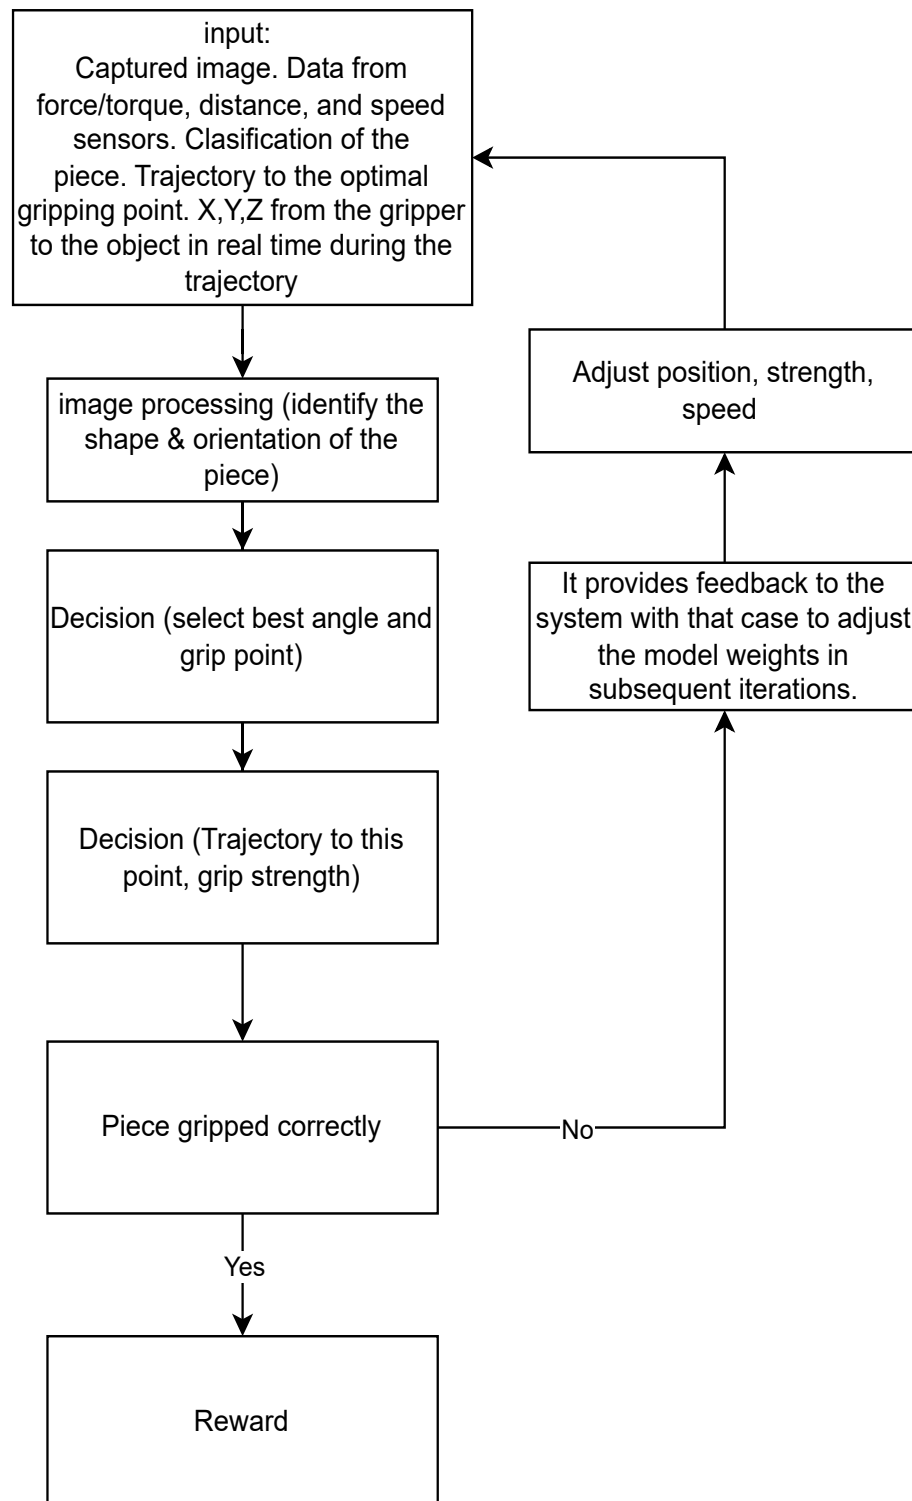 input:
Captured image. Data from
force/torque, distance, and speed
sensors. Clasification of the
piece. Trajectory to the optimal
gripping point. X,Y,Z from the gripper
to the object in real time during the
trajectory
image processing (identify the
shape & orientation of the
piece)
Decision (select best angle and
grip point)
Decision (Trajectory to this
point, grip strength)
Piece gripped correctly
No
Yes
Reward
It provides feedback to the
system with that case to adjust
the model weights in
subsequent iterations.
Adjust position, strength,
speed